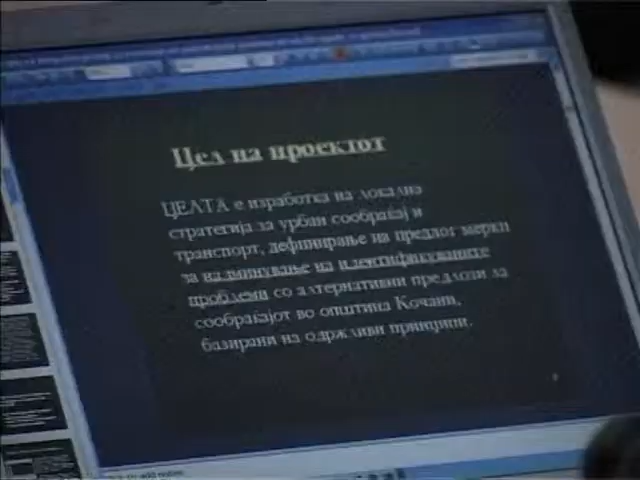 Цел на проектот
ЦЕЛТА е изработка на локална
стратегија за урбан сообраќај и
транспорт, дефинирање на предлог мерки
за надминување на идентификуваните
проблеми со алтернативни предлози за
сообраќајот во општина Кочани,
базирани на одржливи принципи.